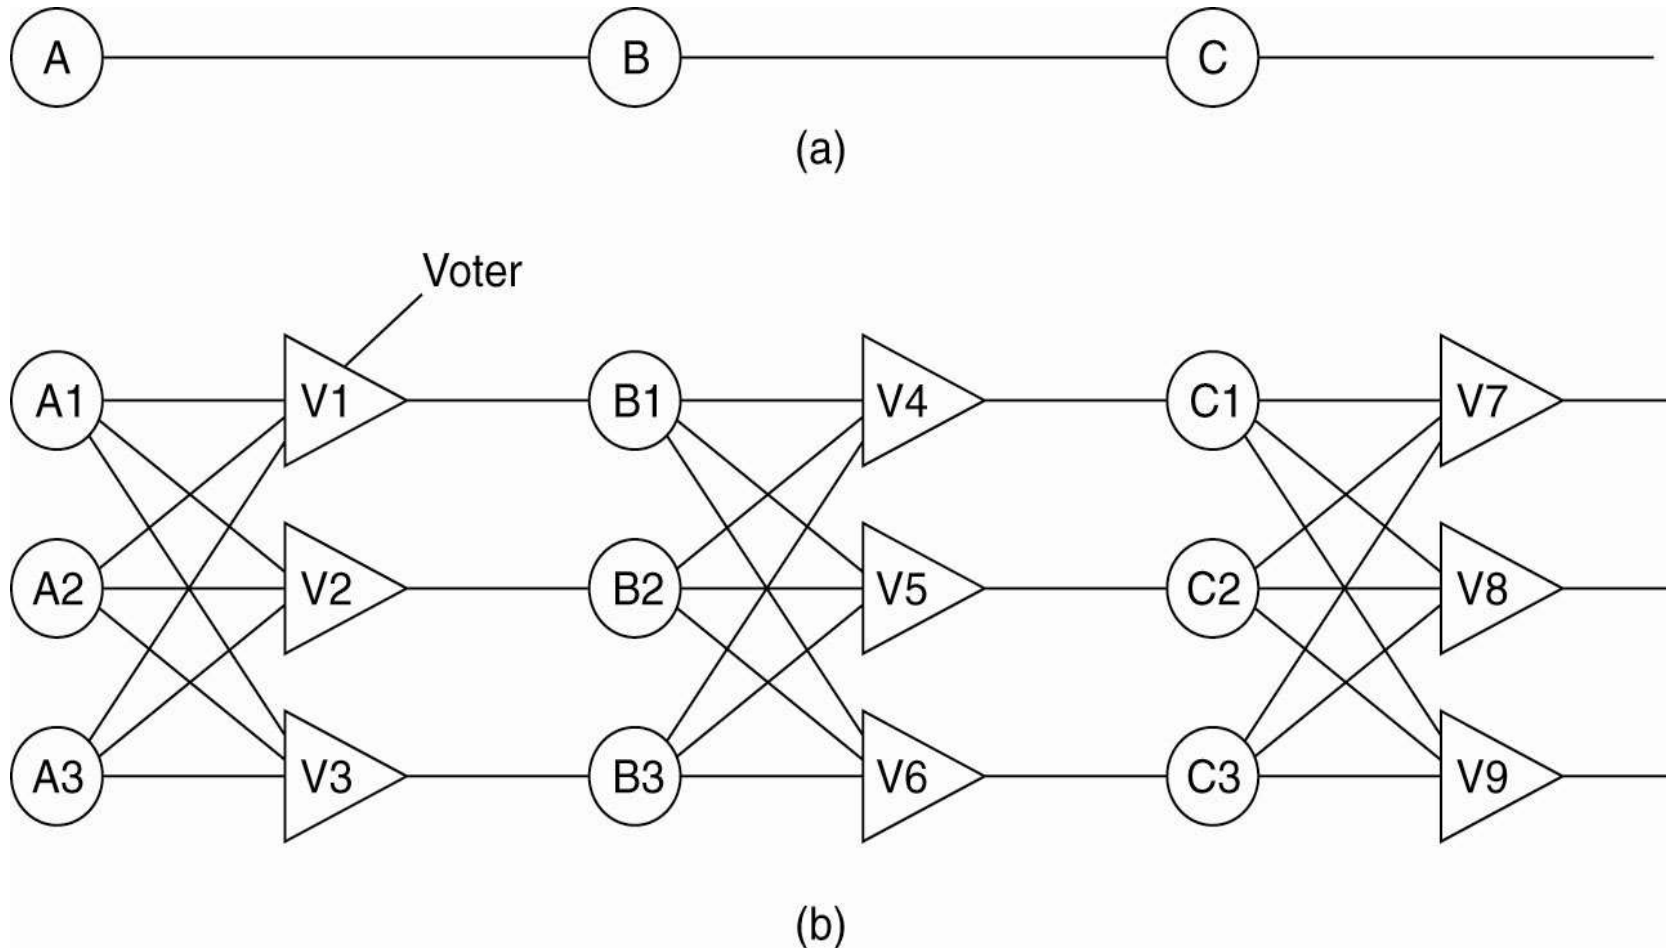 A B C
(a)
Voter
A1 V1 B1 V4 C1 V7
A2 V2 B2 V5 C2 V8
A3 V3 B3 V6 C3 V9
(b)